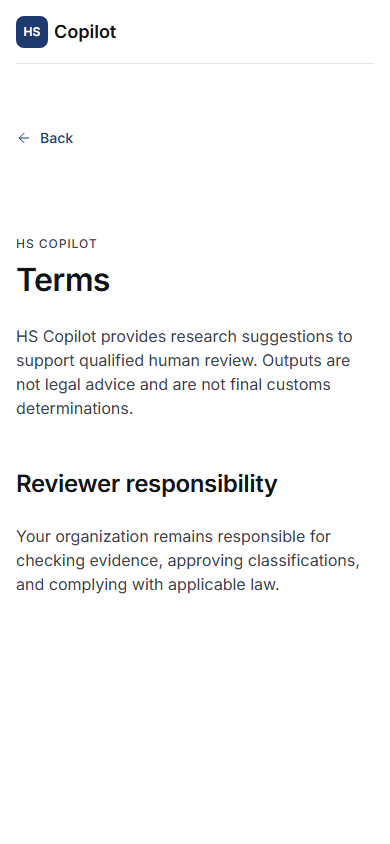 HS Copilot
Back
HS COPILOT
Terms
HS Copilot provides research suggestions to
support qualified human review. Outputs are
not legal advice and are not final customs
determinations.
Reviewer responsibility
Your organization remains responsible for
checking evidence, approving classifications,
and complying with applicable law.